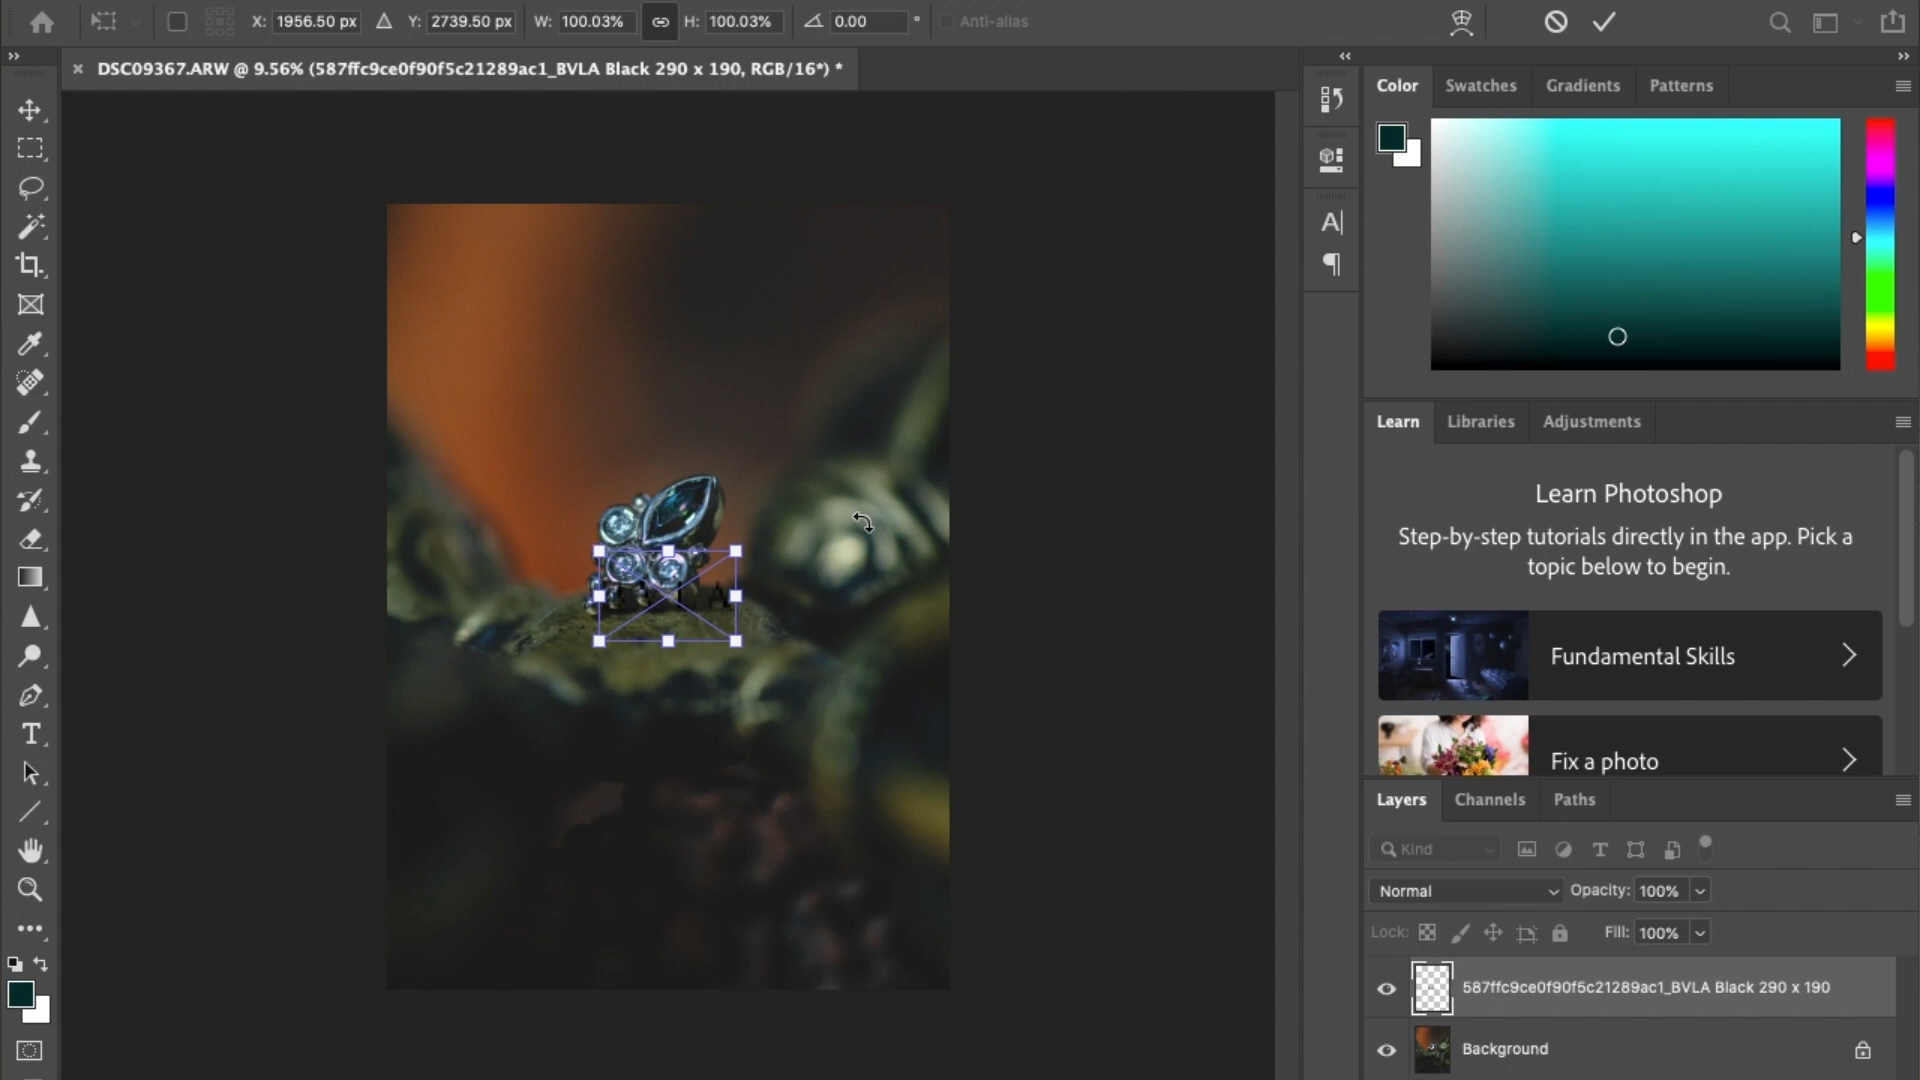 X: 1956.50 px Y: 2739.50 px W: 100.03% H: 100.03% 0.00 ° Anti-alias
DSC09367.ARW @ 9.56% (587ffc9ce0f90f5c21289ac1_BVLA Black 290 x 190, RGB/16*) *
Color Swatches Gradients Patterns
Learn Libraries Adjustments
Learn Photoshop
Step-by-step tutorials directly in the app. Pick a
topic below to begin.
Fundamental Skills
Fix a photo
Layers Channels Paths
Kind
Normal Opacity: 100%
Lock: Fill: 100%
587ffc9ce0f90f5c21289ac1_BVLA Black 290 x 190
Background